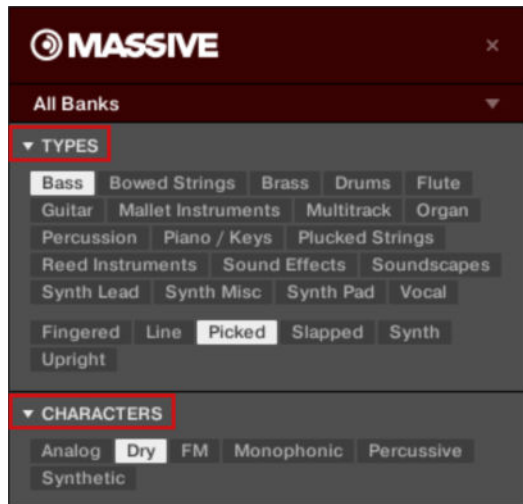 MASSIVE ×
All Banks
TYPES
Bass Bowed Strings Brass Drums Flute
Guitar Mallet Instruments Multitrack Organ
Percussion Piano / Keys Plucked Strings
Reed Instruments Sound Effects Soundscapes
Synth Lead Synth Misc Synth Pad Vocal
Fingered Line Picked Slapped Synth
Upright
CHARACTERS
Analog Dry FM Monophonic Percussive
Synthetic